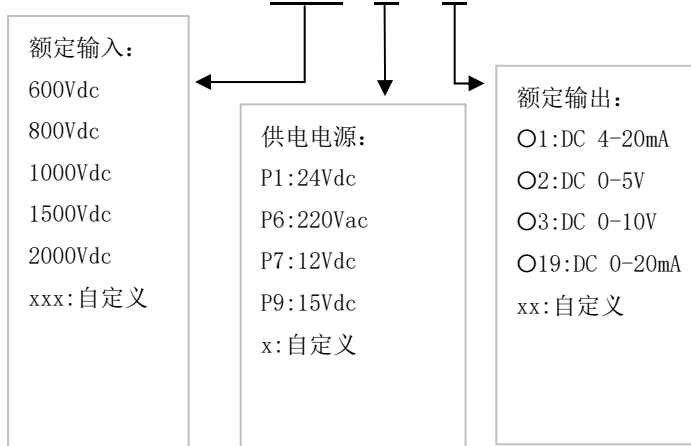 额定输入：
600Vdc
800Vdc
1000Vdc
1500Vdc
2000Vdc
xxx:自定义
供电电源：
P1:24Vdc
P6:220Vac
P7:12Vdc
P9:15Vdc
x:自定义
额定输出：
O1:DC 4-20mA
O2:DC 0-5V
O3:DC 0-10V
O19:DC 0-20mA
xx:自定义